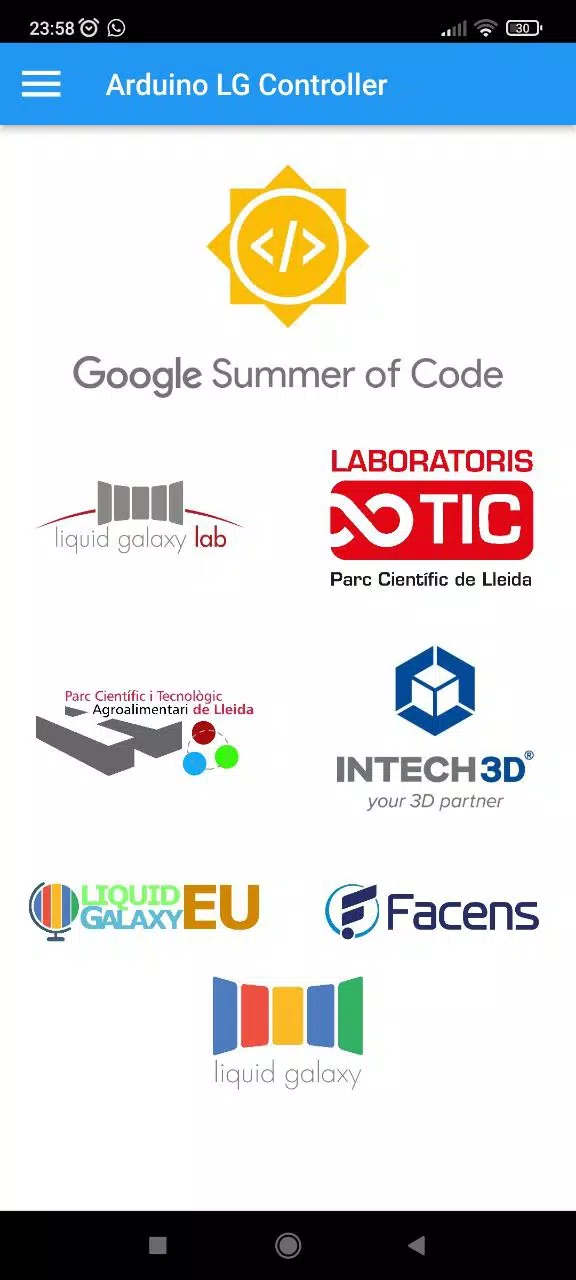 23:58
30
Arduino LG Controller
</>
Google Summer of Code
liquid galaxy lab
LABORATORIS
TIC
Parc Científic de Lleida
Parc Científic i Tecnològic
Agroalimentari de Lleida
INTECH3D®
your 3D partner
LIQUID
GALAXY EU
Facens
liquid galaxy